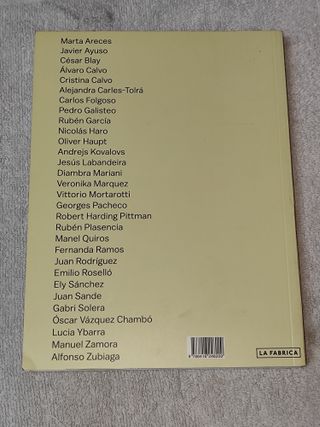 Marta Areces
Javier Ayuso
César Blay
Álvaro Calvo
Cristina Calvo
Alejandra Carles-Tolrá
Carlos Folgoso
Pedro Galisteo
Rubén García
Nicolás Haro
Oliver Haupt
Andrejs Kovalovs
Jesús Labandeira
Diambra Mariani
Veronika Marquez
Vittorio Mortarotti
Georges Pacheco
Robert Harding Pittman
Rubén Plasencia
Manel Quiros
Fernanda Ramos
Juan Rodríguez
Emilio Roselló
Ely Sánchez
Juan Sande
Gabri Solera
Óscar Vázquez Chambó
Lucía Ybarra
Manuel Zamora
Alfonso Zubiaga
LA FABRICA